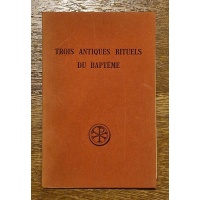 TROIS ANTIQUES RITUELS
DU BAPTÊME